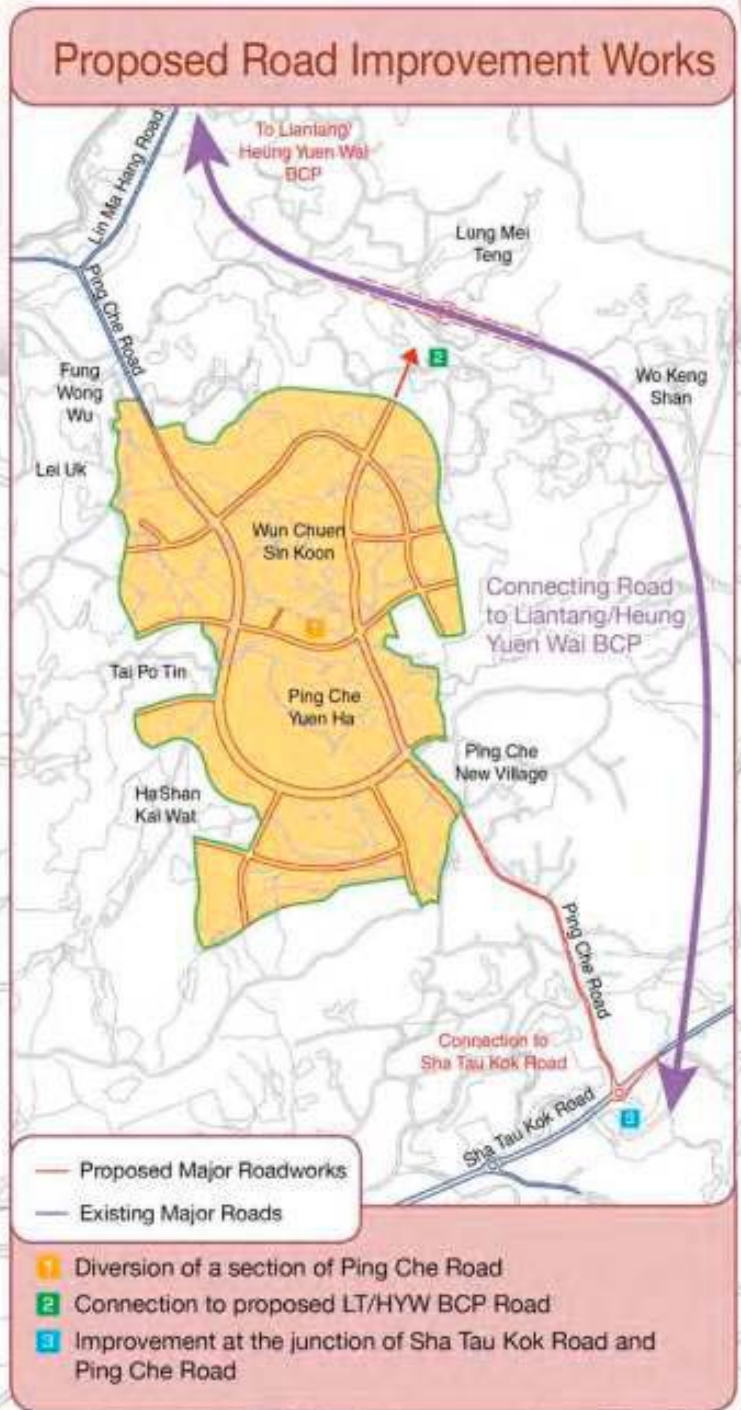 Proposed Road Improvement Works
To Liantang/
Heung Yuen Wai
BCP
Lin Ma Hang Road
Lung Mei
Teng
Ping Che Road
2
Fung
Wong
Wu
Wo Keng
Shan
Lei Uk
Wun Chuen
Sin Koon
Connecting Road
to Liantang/Heung
Yuen Wai BCP
1
Tai Po Tin
Ping Che
Yuen Ha
Ping Che
New Village
Ha Shan
Kai Wat
Ping Che Road
Connection to
Sha Tau Kok Road
Sha Tau Kok Road
3
Proposed Major Roadworks
Existing Major Roads
1 Diversion of a section of Ping Che Road
2 Connection to proposed LT/HYW BCP Road
3 Improvement at the junction of Sha Tau Kok Road and
Ping Che Road